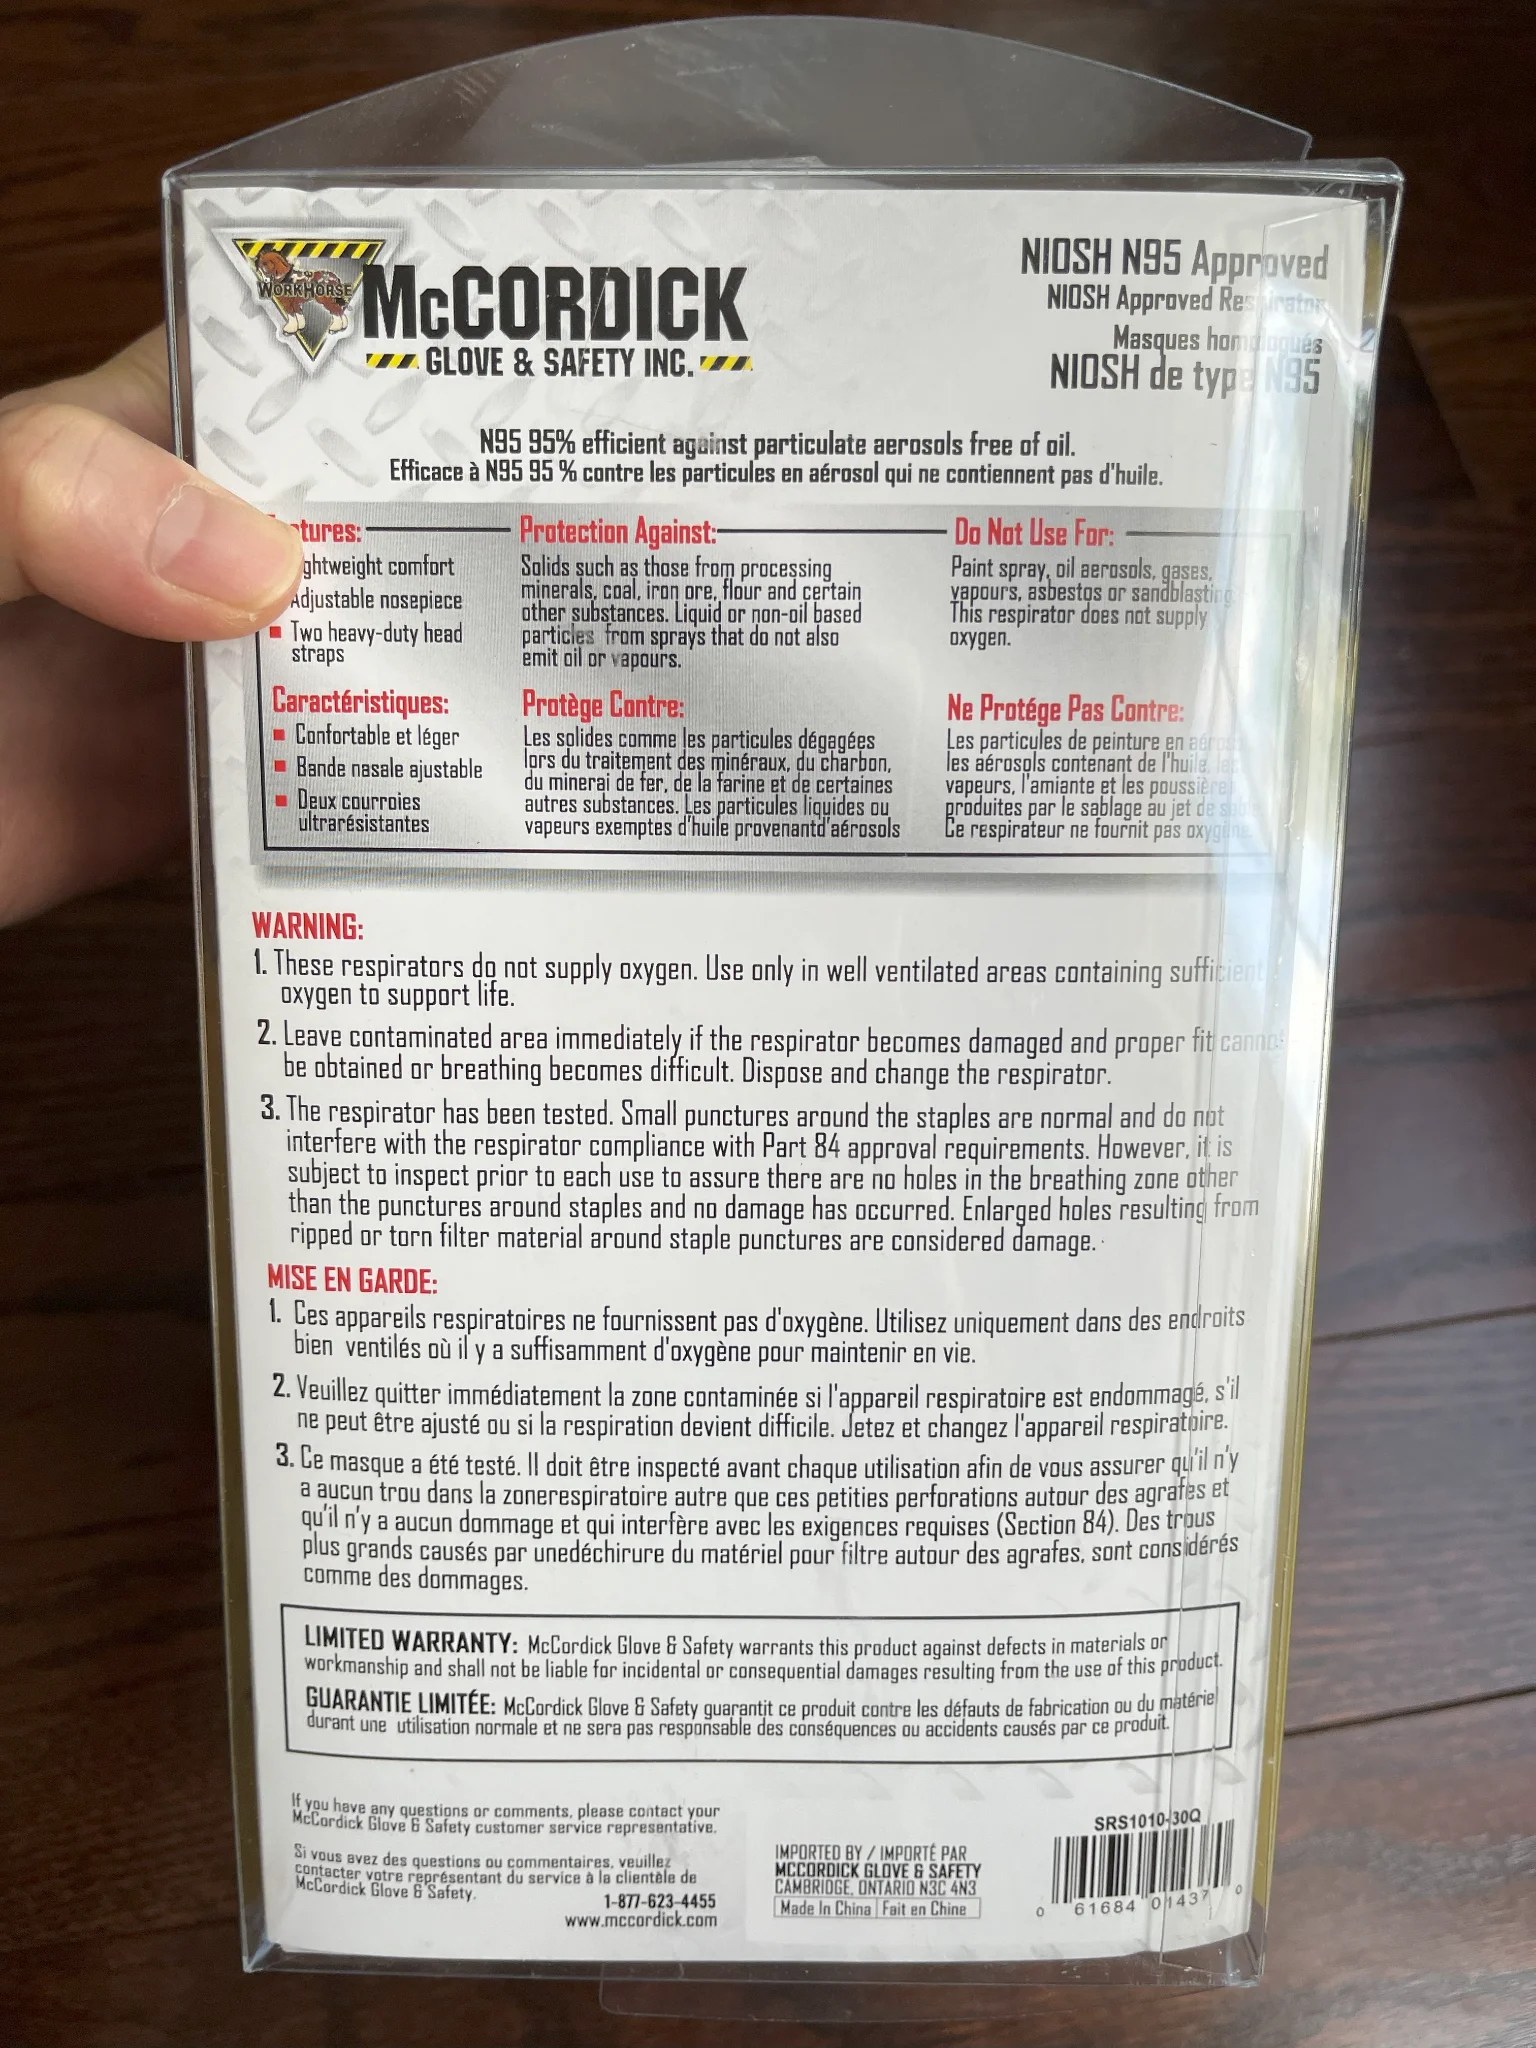 WORKHORSE
McCORDICK
GLOVE & SAFETY INC.
NIOSH N95 Approved
NIOSH Approved Respirator
Masques homologués
NIOSH de type N95
N95 95% efficient against particulate aerosols free of oil.
Efficace à N95 95 % contre les particules en aérosol qui ne contiennent pas d'huile.
tures:
ghtweight comfort
Adjustable nosepiece
Two heavy-duty head
straps
Protection Against:
Solids such as those from processing
minerals, coal, iron ore, flour and certain
other substances. Liquid or non-oil based
particles from sprays that do not also
emit oil or vapours.
Do Not Use For:
Paint spray, oil aerosols, gases,
vapours, asbestos or sandblasting.
This respirator does not supply
oxygen.
Caractéristiques:
Confortable et léger
Bande nasale ajustable
Deux courroies
ultrarésistantes
Protège Contre:
Les solides comme les particules dégagées
lors du traitement des minéraux, du charbon,
du minerai de fer, de la farine et de certaines
autres substances. Les particules liquides ou
vapeurs exemptes d'huile provenantd'aérosols
Ne Protége Pas Contre:
Les particules de peinture en aéros
les aérosols contenant de l'huile, les
vapeurs, l'amiante et les poussière
produites par le sablage au jet de sable
Ce respirateur ne fournit pas oxygène
WARNING:
1. These respirators do not supply oxygen. Use only in well ventilated areas containing sufficient
oxygen to support life.
2. Leave contaminated area immediately if the respirator becomes damaged and proper fit cannot
be obtained or breathing becomes difficult. Dispose and change the respirator.
3. The respirator has been tested. Small punctures around the staples are normal and do not
interfere with the respirator compliance with Part 84 approval requirements. However, it is
subject to inspect prior to each use to assure there are no holes in the breathing zone other
than the punctures around staples and no damage has occurred. Enlarged holes resulting from
ripped or torn filter material around staple punctures are considered damage.
MISE EN GARDE:
1. Ces appareils respiratoires ne fournissent pas d'oxygène. Utilisez uniquement dans des endroits
bien ventilés où il y a suffisamment d'oxygène pour maintenir en vie.
2. Veuillez quitter immédiatement la zone contaminée si l'appareil respiratoire est endommagé, s'il
ne peut être ajusté ou si la respiration devient difficile. Jetez et changez l'appareil respiratoire.
3. Ce masque a été testé. Il doit être inspecté avant chaque utilisation afin de vous assurer qu'il n'y
a aucun trou dans la zonerespiratoire autre que ces petities perforations autour des agrafes et
qu'il n'y a aucun dommage et qui interfère avec les exigences requises (Section 84). Des trous
plus grands causés par unedéchirure du matériel pour filtre autour des agrafes, sont considérés
comme des dommages.
LIMITED WARRANTY: McCordick Glove & Safety warrants this product against defects in materials or
workmanship and shall not be liable for incidental or consequential damages resulting from the use of this product.
GUARANTIE LIMITÉE: McCordick Glove & Safety guarantit ce produit contre les défauts de fabrication ou du matériel
durant une utilisation normale et ne sera pas responsable des conséquences ou accidents causés par ce produit.
If you have any questions or comments, please contact your
McCordick Glove & Safety customer service representative.
Si vous avez des questions ou commentaires, veuillez
contacter votre représentant du service à la clientèle de
McCordick Glove & Safety.
1-877-623-4455
www.mccordick.com
IMPORTED BY / IMPORTÉ PAR
MCCORDICK GLOVE & SAFETY
CAMBRIDGE, ONTARIO N3C 4N3
Made In China Fait en Chine
SRS1010-30Q
0 61684 01437 0